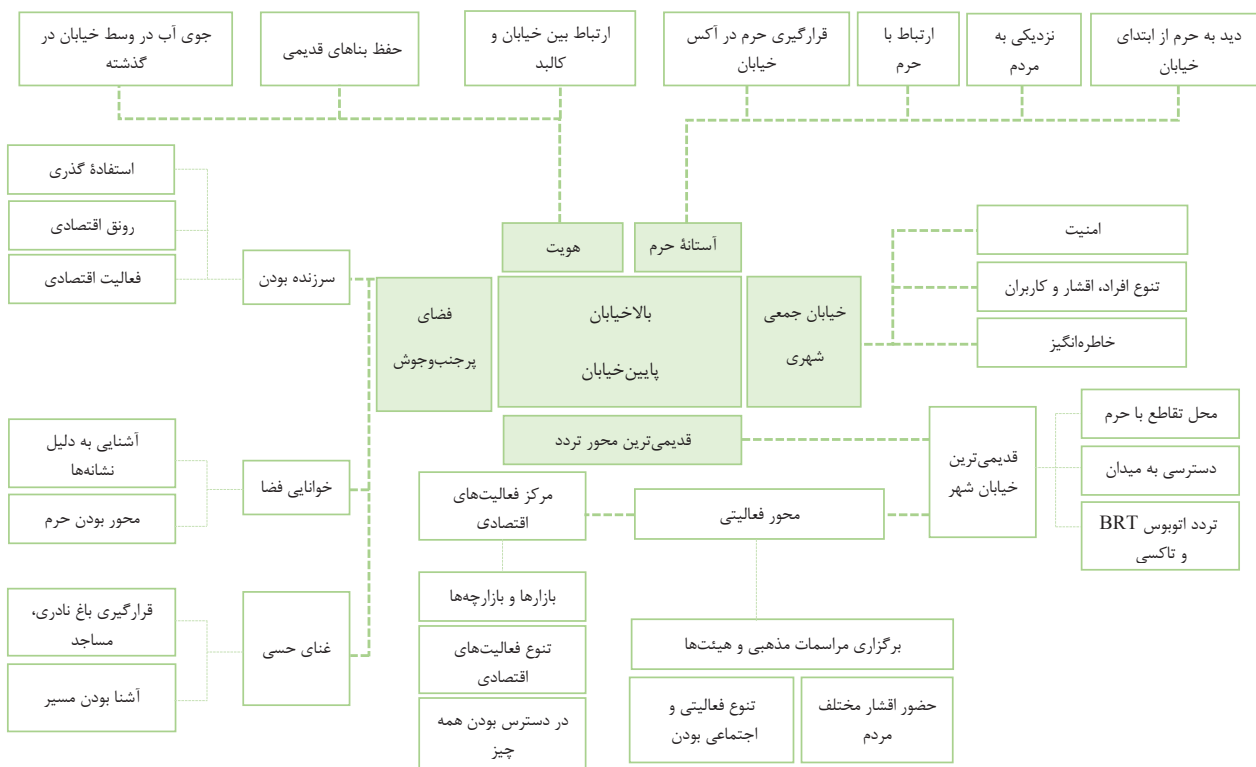 دید به حرم از ابتدای
خیابان
نزدیکی به
مردم
ارتباط با
حرم
قرارگیری حرم در آکس
خیابان
ارتباط بین خیابان و
کالبد
حفظ بناهای قدیمی
جوی آب در وسط خیابان در
گذشته
آستانۀ حرم
هویت
امنیت
تنوع افراد، اقشار و کاربران
خاطره‌انگیز
خیابان جمعی
شهری
بالاخیابان
پایین‌خیابان
فضای
پرجنب‌وجوش
سرزنده بودن
استفادۀ گذری
رونق اقتصادی
فعالیت اقتصادی
قدیمی‌ترین محور تردد
محل تقاطع با حرم
دسترسی به میدان
تردد اتوبوس BRT
و تاکسی
قدیمی‌ترین
خیابان شهر
محور فعالیتی
مرکز فعالیت‌های
اقتصادی
خوانایی فضا
آشنایی به دلیل
نشانه‌ها
محور بودن حرم
بازارها و بازارچه‌ها
تنوع فعالیت‌های
اقتصادی
در دسترس بودن همه
چیز
برگزاری مراسمات مذهبی و هیئت‌ها
حضور اقشار مختلف
مردم
تنوع فعالیتی و
اجتماعی بودن
غنای حسی
قرارگیری باغ نادری،
مساجد
آشنا بودن مسیر